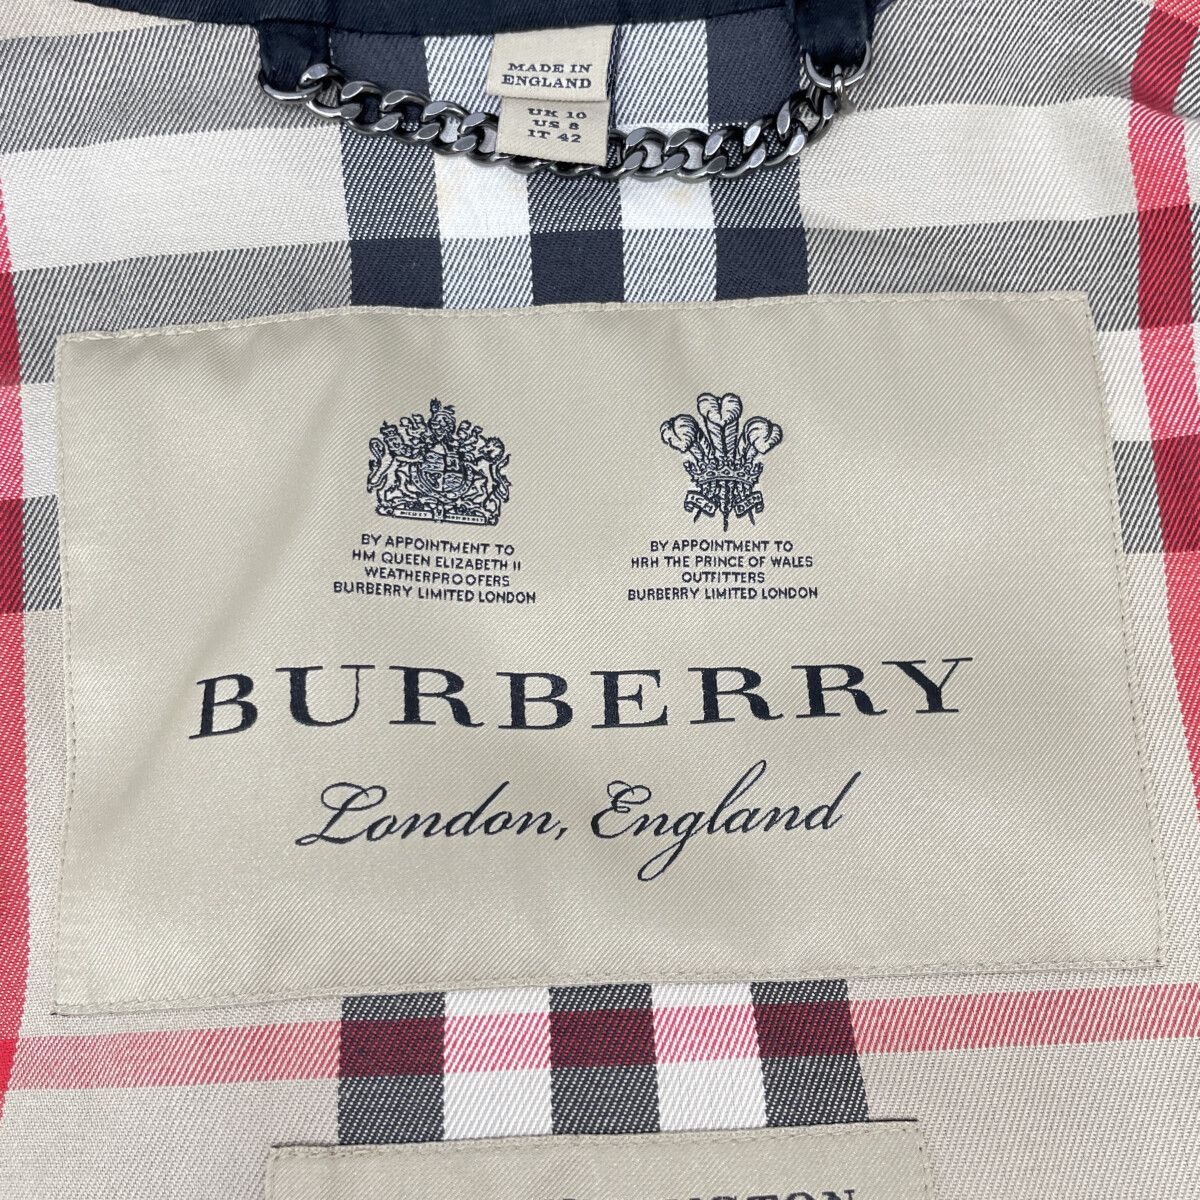 MADE IN
ENGLAND
UK 10
US 8
IT 42
BY APPOINTMENT TO
HM QUEEN ELIZABETH II
WEATHERPROOFERS
BURBERRY LIMITED LONDON
BY APPOINTMENT TO
HRH THE PRINCE OF WALES
OUTFITTERS
BURBERRY LIMITED LONDON
BURBERRY
London, England